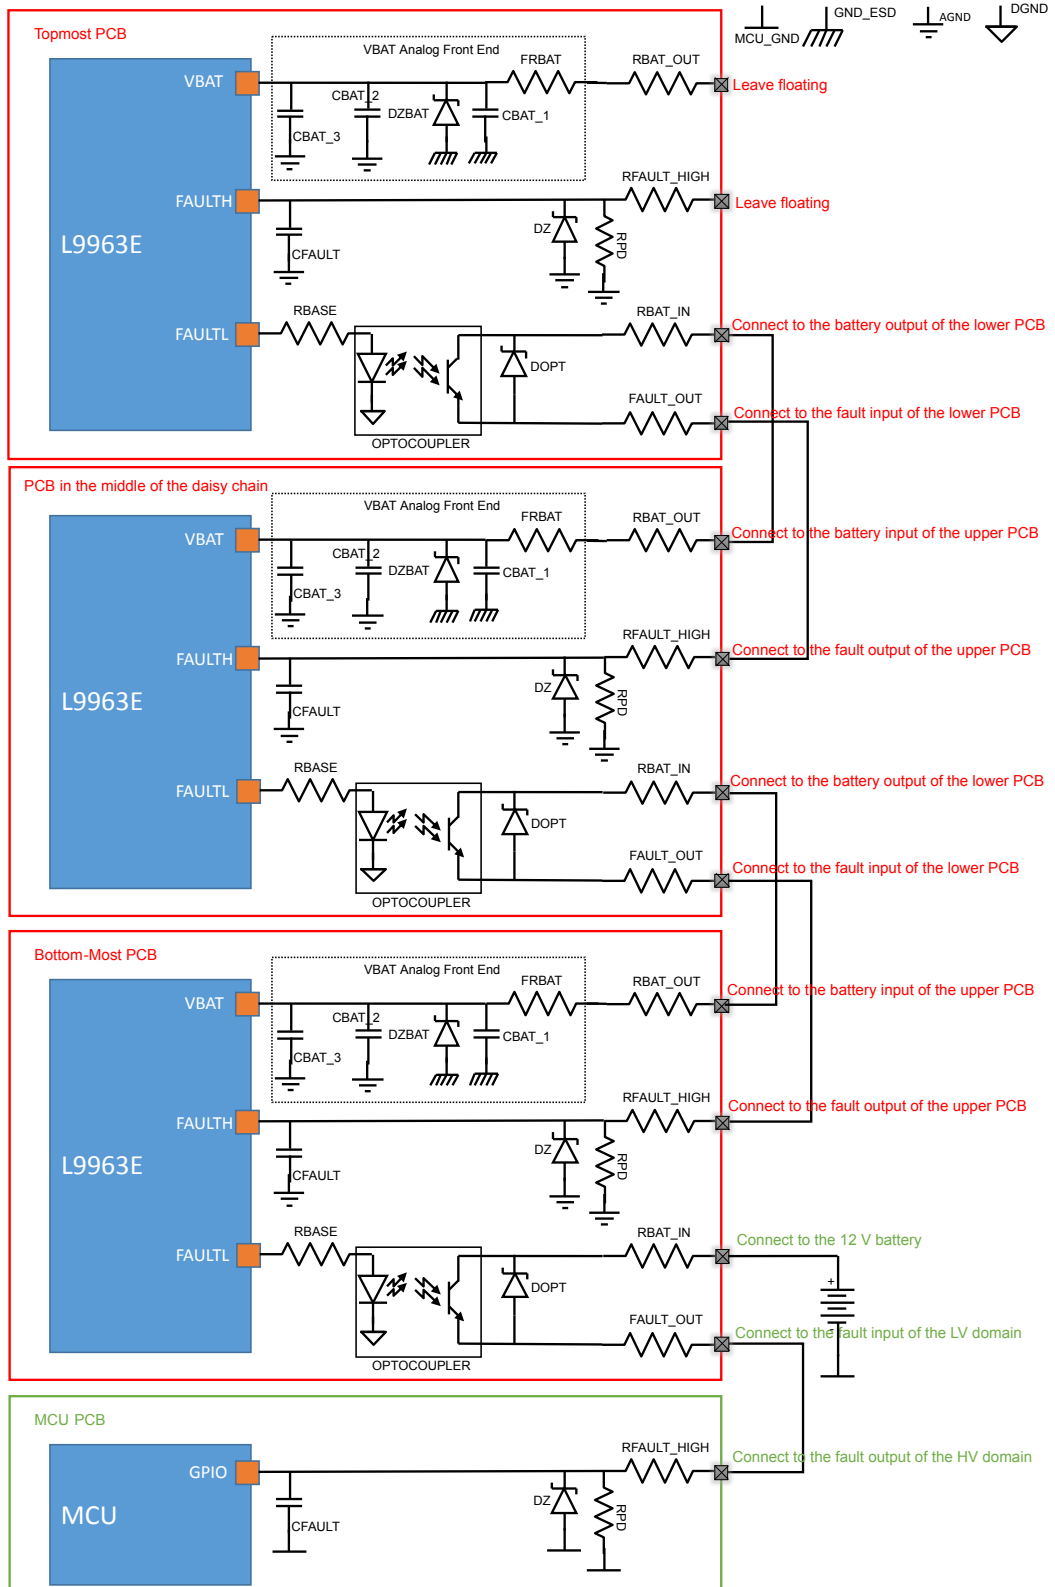 MCU_GND
GND_ESD
AGND
DGND
Topmost PCB
VBAT Analog Front End
VBAT
FRBAT
RBAT_OUT
Leave floating
CBAT_2
DZBAT
CBAT_1
CBAT_3
FAULTH
RFAULT_HIGH
Leave floating
L9963E
DZ
RPD
CFAULT
RBASE
RBAT_IN
FAULTL
Connect to the battery output of the lower PCB
DOPT
FAULT_OUT
Connect to the fault input of the lower PCB
OPTOCOUPLER
PCB in the middle of the daisy chain
VBAT Analog Front End
VBAT
FRBAT
RBAT_OUT
Connect to the battery input of the upper PCB
CBAT_2
DZBAT
CBAT_1
CBAT_3
RFAULT_HIGH
FAULTH
Connect to the fault output of the upper PCB
L9963E
DZ
RPD
CFAULT
RBASE
RBAT_IN
FAULTL
Connect to the battery output of the lower PCB
DOPT
FAULT_OUT
Connect to the fault input of the lower PCB
OPTOCOUPLER
Bottom-Most PCB
VBAT Analog Front End
VBAT
FRBAT
RBAT_OUT
Connect to the battery input of the upper PCB
CBAT_2
DZBAT
CBAT_1
CBAT_3
RFAULT_HIGH
FAULTH
Connect to the fault output of the upper PCB
L9963E
DZ
RPD
CFAULT
RBASE
RBAT_IN
FAULTL
Connect to the 12 V battery
+
DOPT
FAULT_OUT
-
Connect to the fault input of the LV domain
OPTOCOUPLER
MCU PCB
RFAULT_HIGH
GPIO
Connect to the fault output of the HV domain
MCU
DZ
RPD
CFAULT